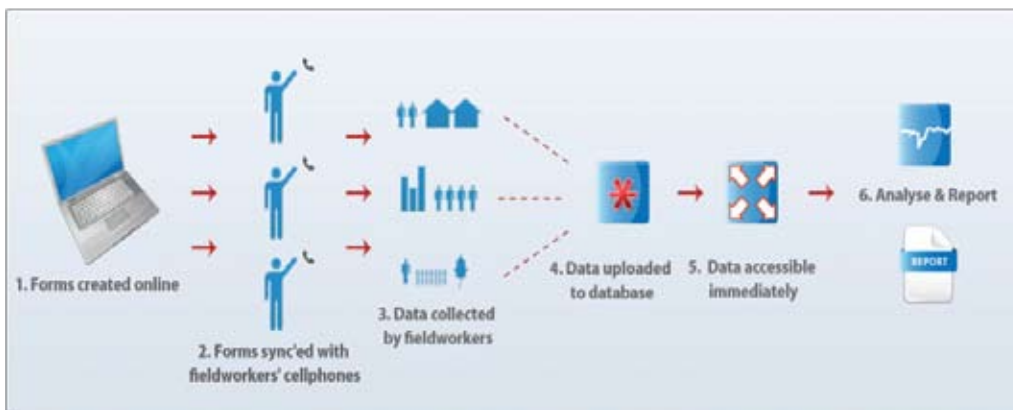 1. Forms created online
2. Forms sync'ed with
fieldworkers' cellphones
3. Data collected
by fieldworkers
4. Data uploaded
to database
5. Data accessible
immediately
6. Analyse & Report
REPORT